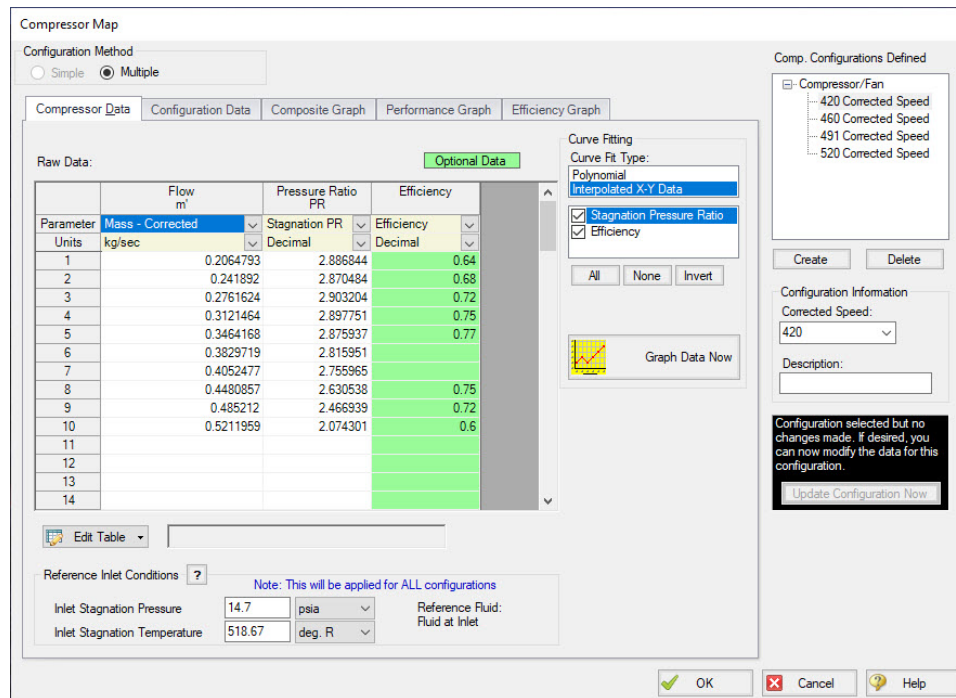 Compressor Map
Configuration Method
Simple Multiple
Compressor Data Configuration Data Composite Graph Performance Graph Efficiency Graph
Raw Data: Optional Data
Flow Pressure Ratio Efficiency
m' PR
Parameter Mass - Corrected Stagnation PR Efficiency
Units kg/sec Decimal Decimal
1 0.2064793 2.886844 0.64
2 0.241892 2.870484 0.68
3 0.2761624 2.903204 0.72
4 0.3121464 2.897751 0.75
5 0.3464168 2.875937 0.77
6 0.3829719 2.815951
7 0.4052477 2.755965
8 0.4480857 2.630538 0.75
9 0.485212 2.466939 0.72
10 0.5211959 2.074301 0.6
11
12
13
14
Edit Table
Reference Inlet Conditions ?
Note: This will be applied for ALL configurations
Inlet Stagnation Pressure 14.7 psia
Inlet Stagnation Temperature 518.67 deg. R
Reference Fluid:
Fluid at Inlet
Curve Fitting
Curve Fit Type:
Polynomial
Interpolated X-Y Data
Stagnation Pressure Ratio
Efficiency
All None Invert
Graph Data Now
Comp. Configurations Defined
Compressor/Fan
420 Corrected Speed
460 Corrected Speed
491 Corrected Speed
520 Corrected Speed
Create Delete
Configuration Information
Corrected Speed:
420
Description:
Configuration selected but no
changes made. If desired, you
can now modify the data for this
configuration.
Update Configuration Now
OK Cancel Help